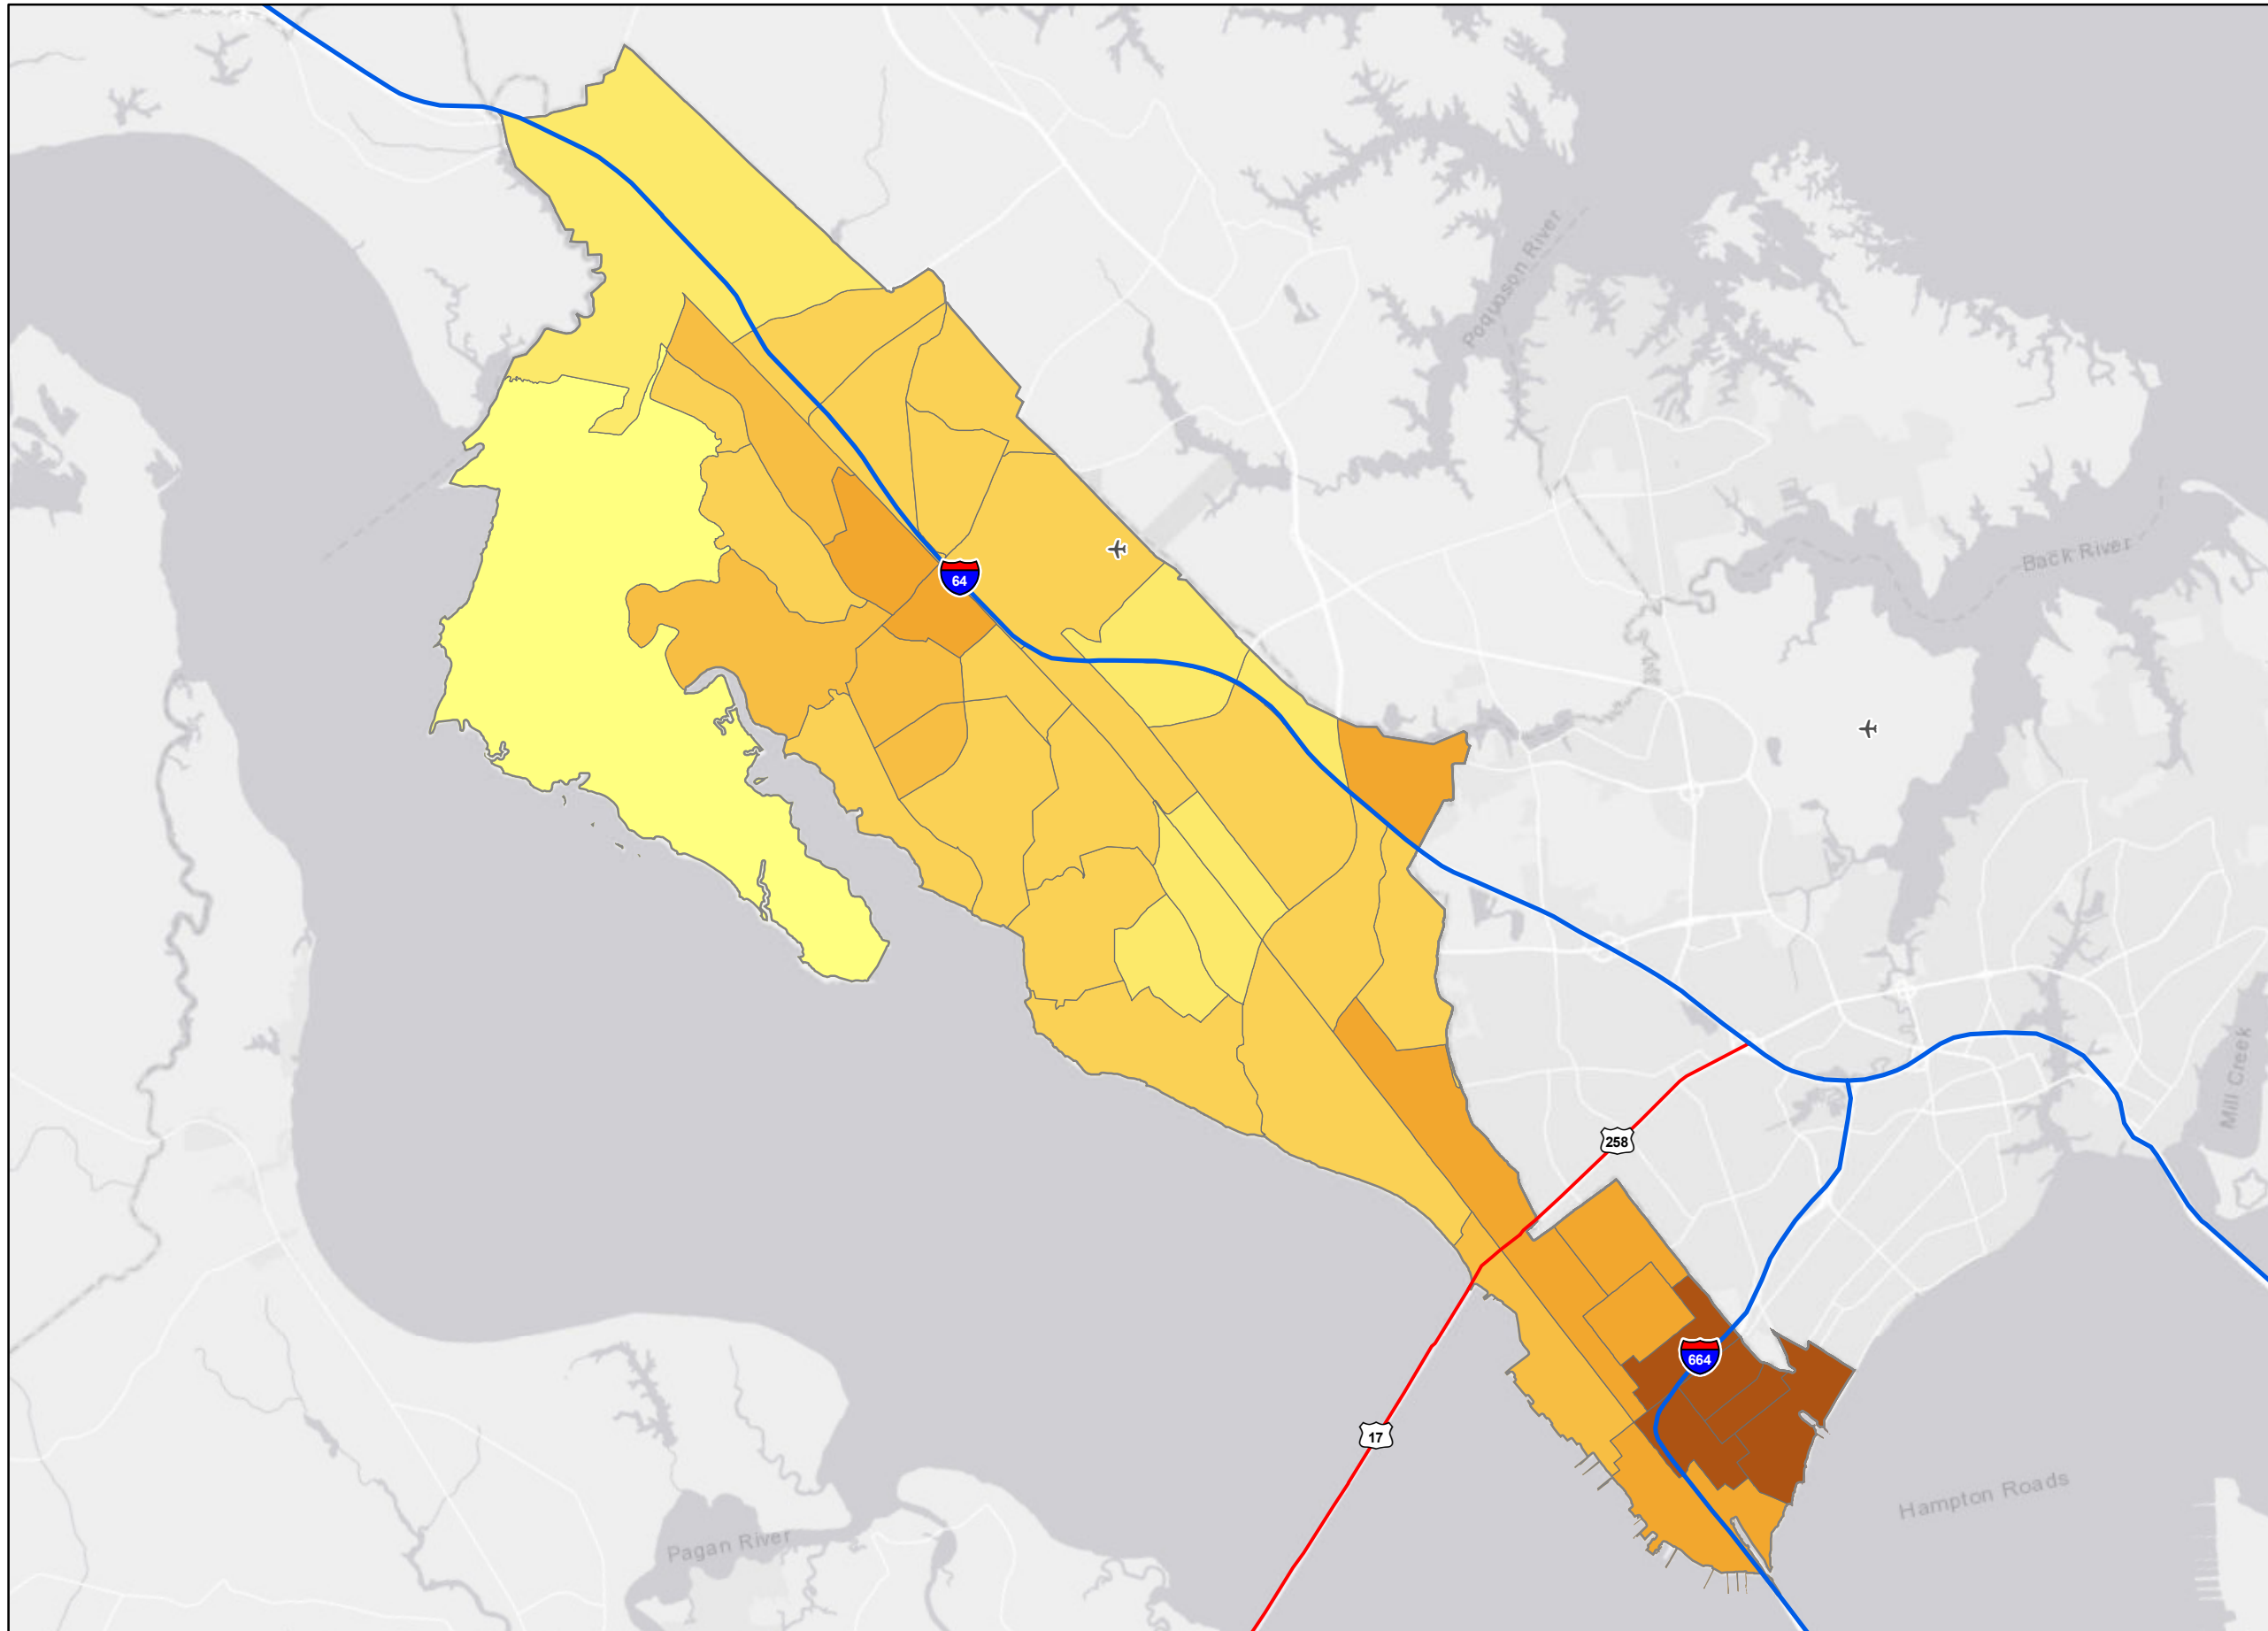 Poquoson River
Back River
64
Mill Creek
258
664
17
Hampton Roads
Pagan River